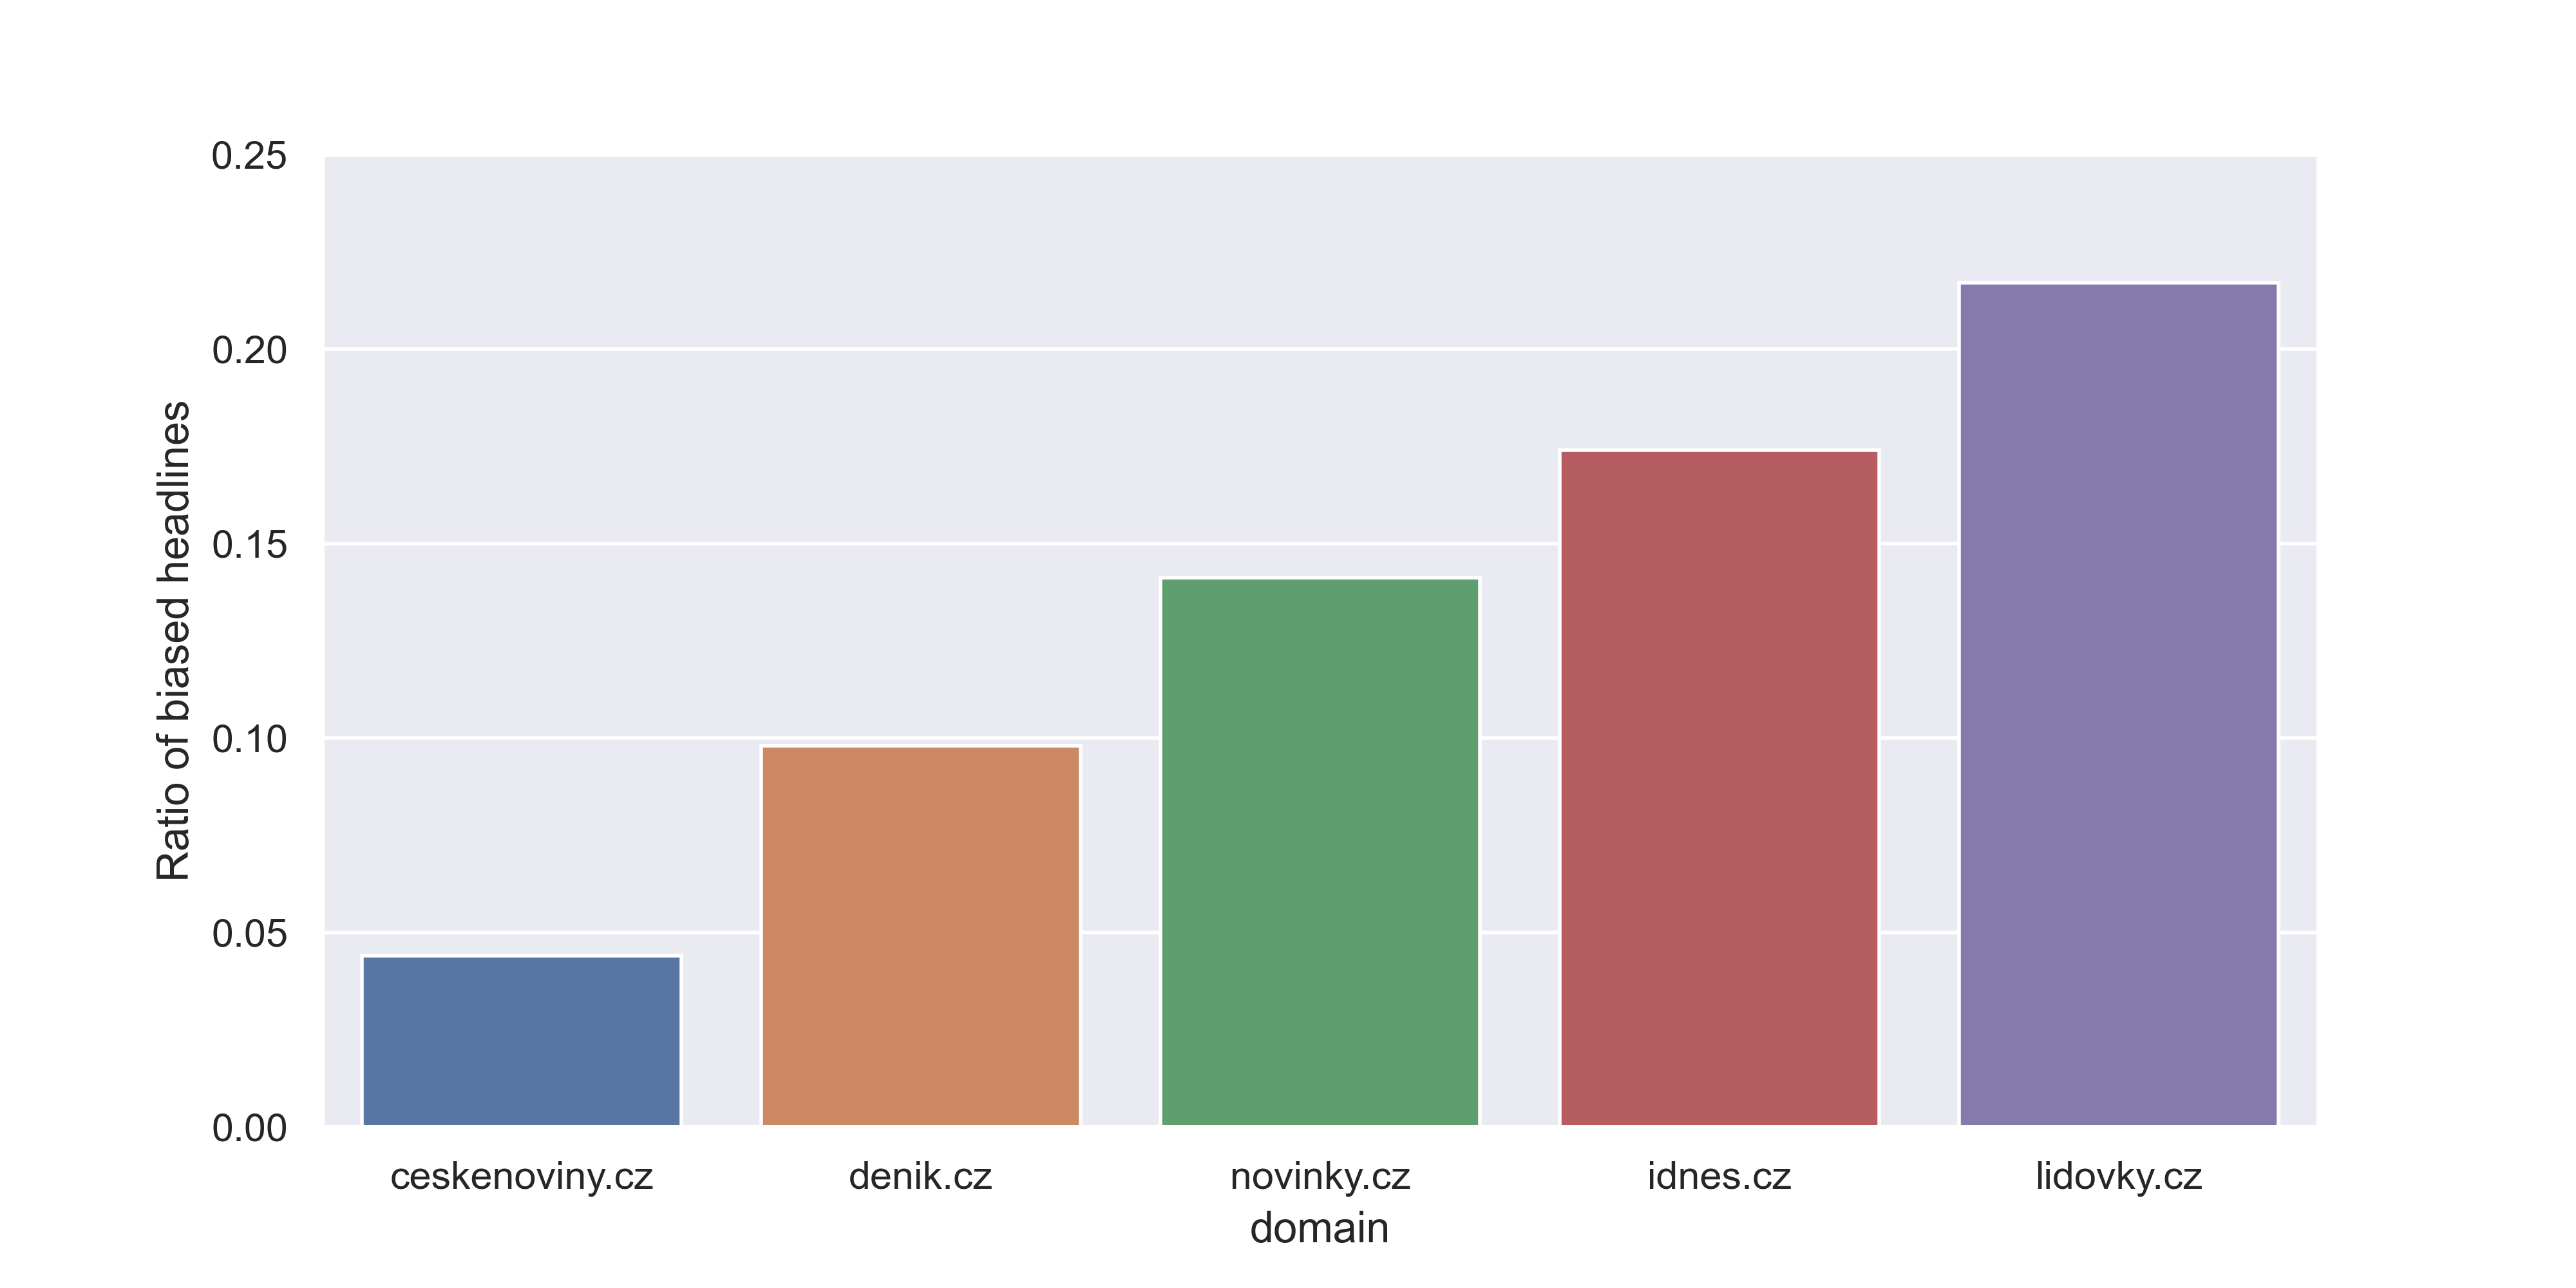 0.25
0.20
0.15
0.10
0.05
0.00
Ratio of biased headlines
ceskenoviny.cz
denik.cz
novinky.cz
idnes.cz
lidovky.cz
domain